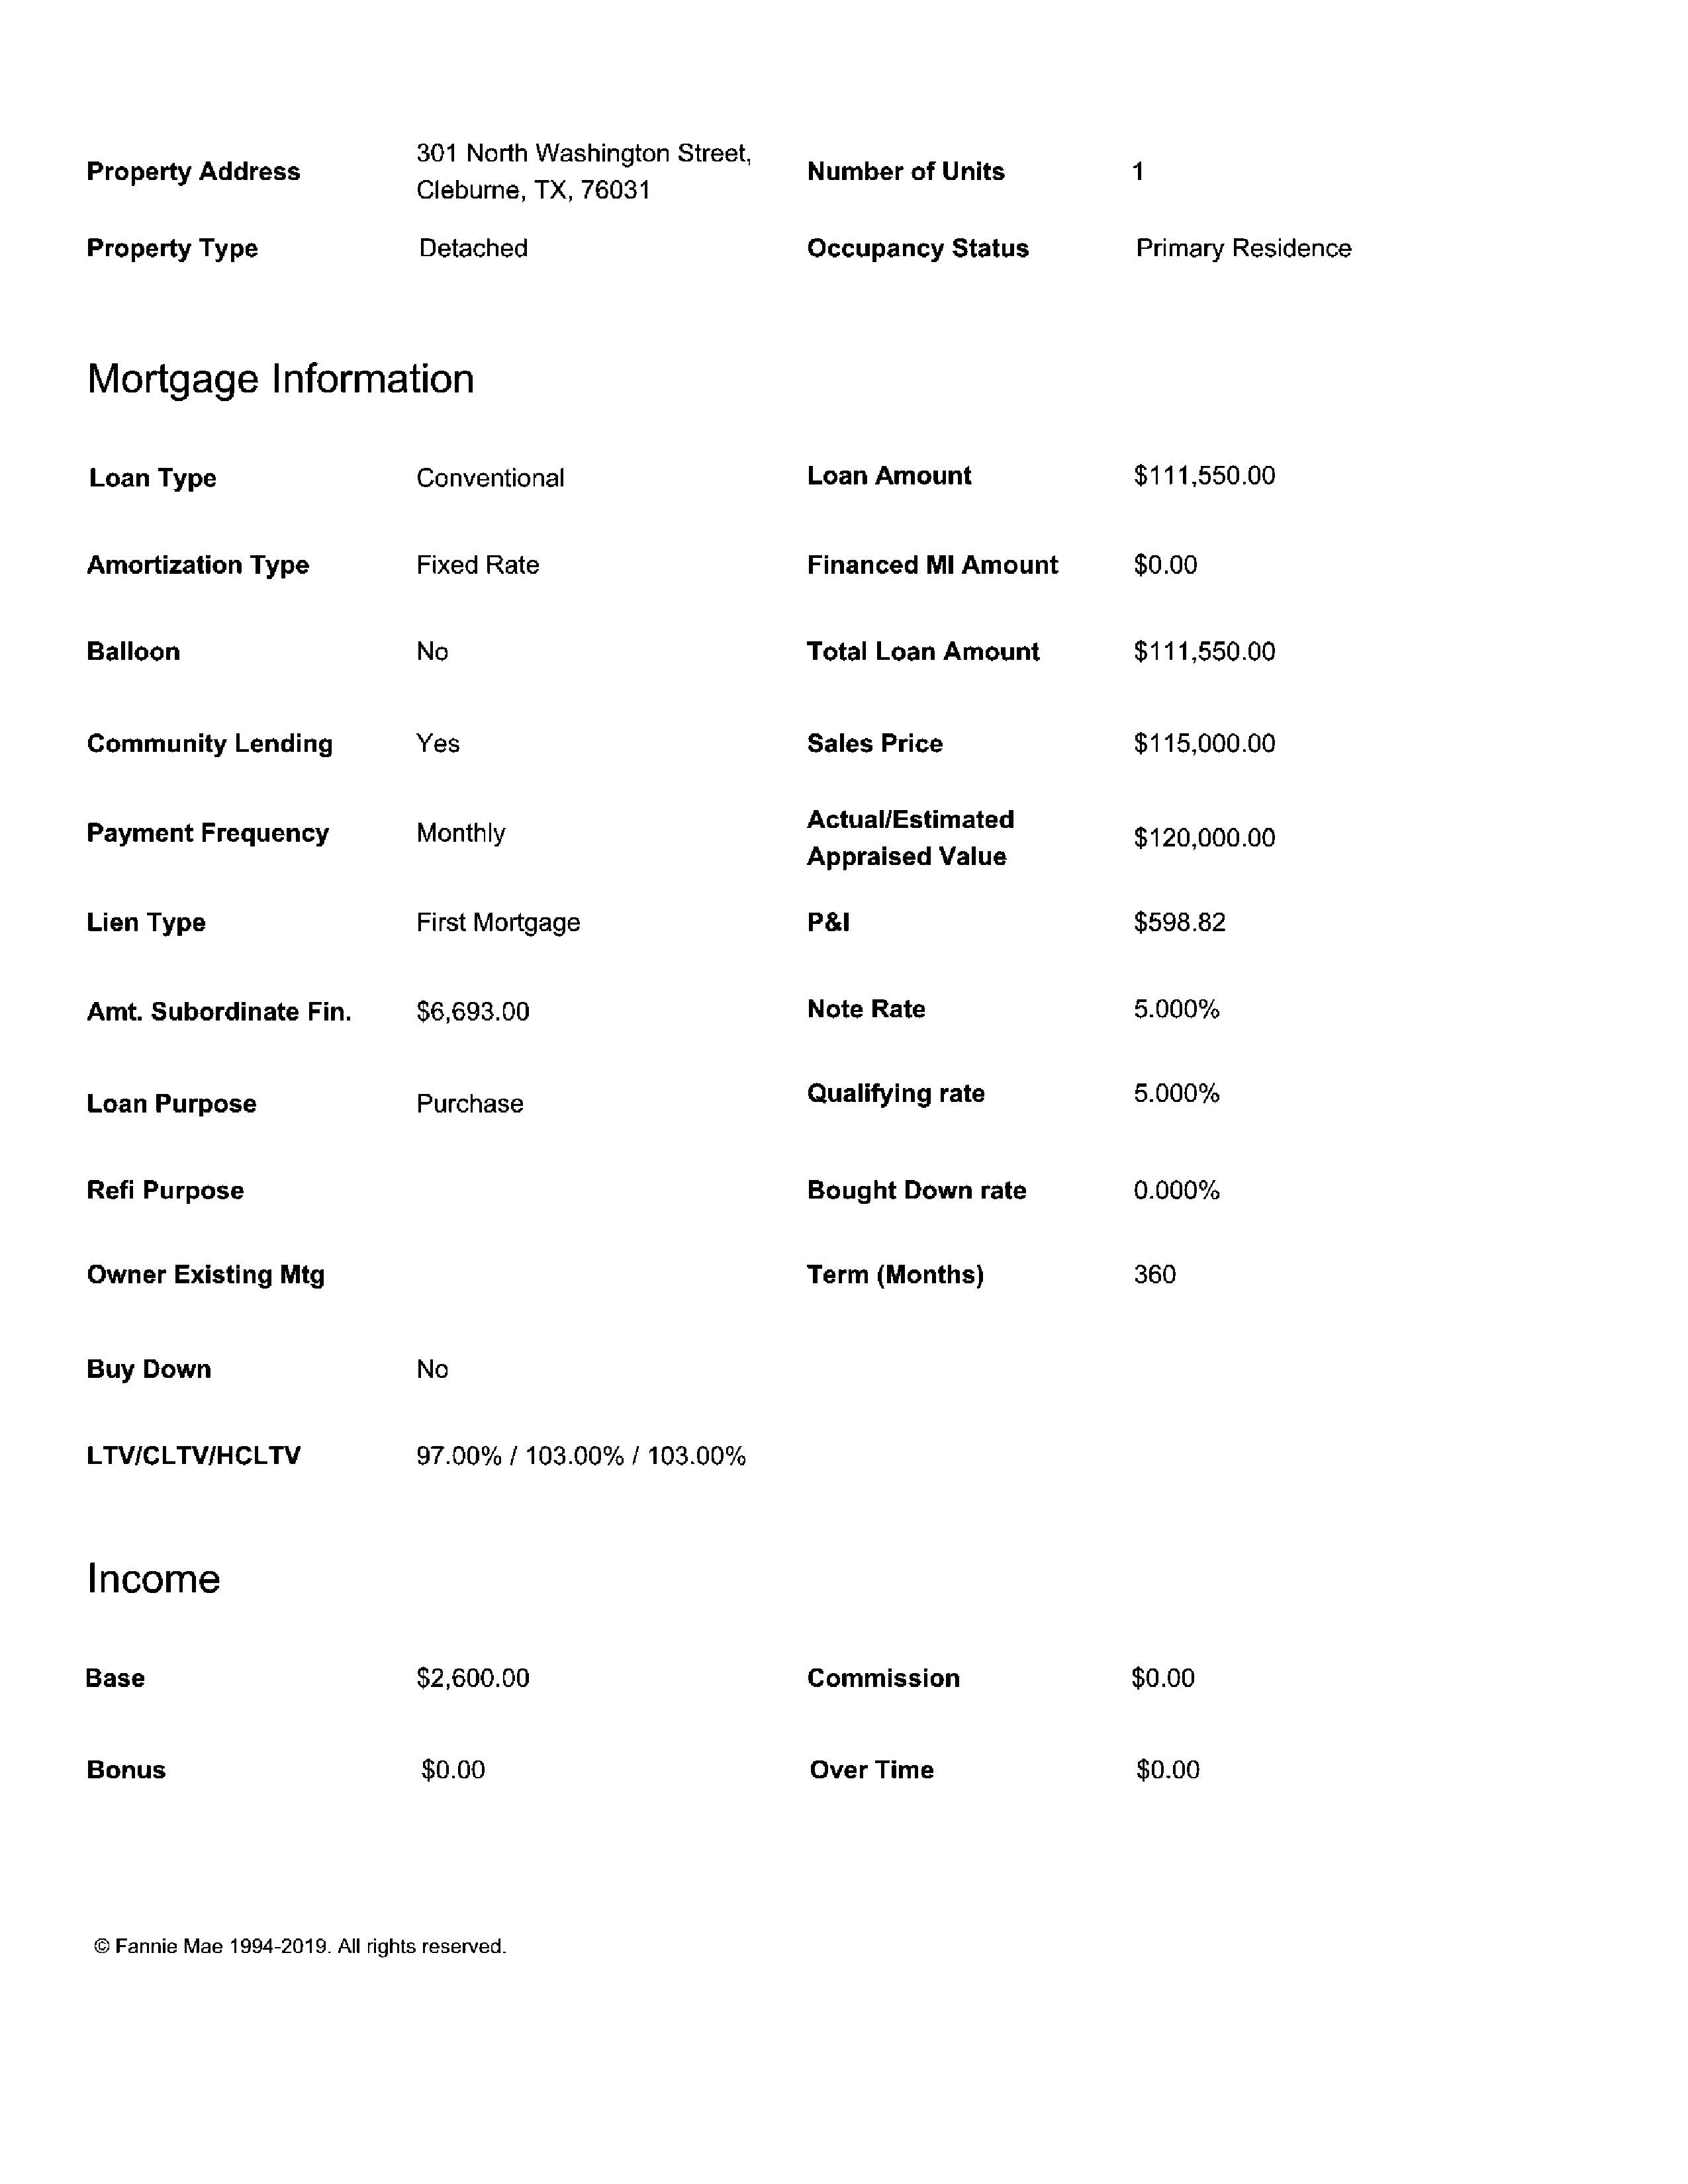 Property Address 301 North Washington Street, Cleburne, TX, 76031 Number of Units 1
Property Type Detached Occupancy Status Primary Residence
Mortgage Information
Loan Type Conventional Loan Amount $111,550.00
Amortization Type Fixed Rate Financed MI Amount $0.00
Balloon No Total Loan Amount $111,550.00
Community Lending Yes Sales Price $115,000.00
Payment Frequency Monthly Actual/Estimated Appraised Value $120,000.00
Lien Type First Mortgage P&I $598.82
Amt. Subordinate Fin. $6,693.00 Note Rate 5.000%
Loan Purpose Purchase Qualifying rate 5.000%
Refi Purpose Bought Down rate 0.000%
Owner Existing Mtg Term (Months) 360
Buy Down No
LTV/CLTV/HCLTV 97.00% / 103.00% / 103.00%
Income
Base $2,600.00 Commission $0.00
Bonus $0.00 Over Time $0.00
© Fannie Mae 1994-2019. All rights reserved.